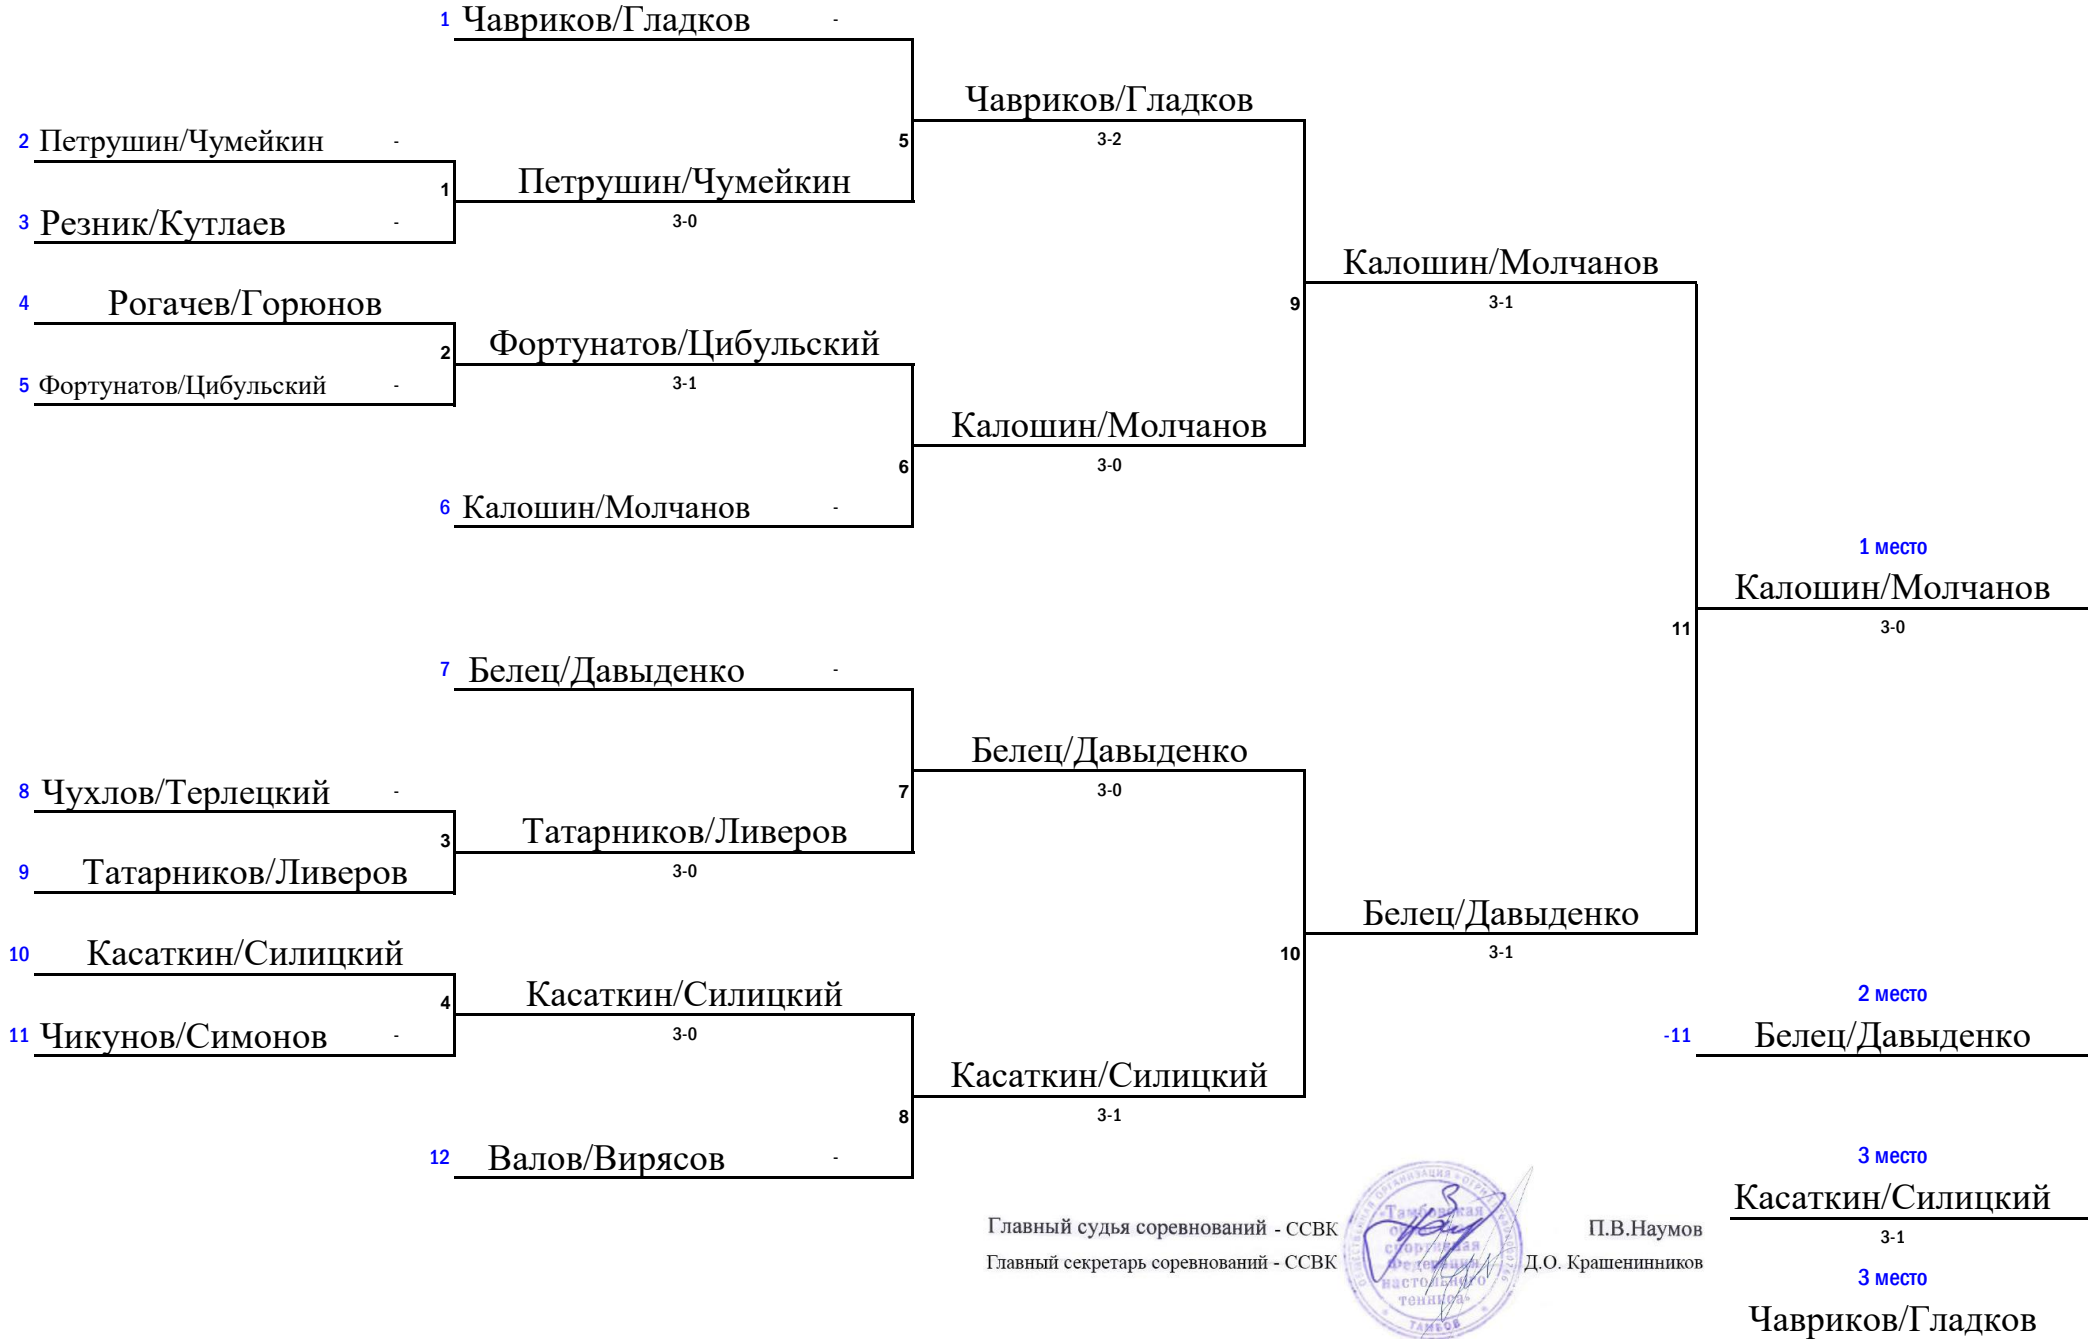 1 Чавриков/Гладков -
Чавриков/Гладков
2 Петрушин/Чумейкин -
5
3-2
1
Петрушин/Чумейкин
3 Резник/Кутлаев -
3-0
Калошин/Молчанов
4 Рогачев/Горюнов
9
3-1
2
Фортунатов/Цибульский
5 Фортунатов/Цибульский -
3-1
Калошин/Молчанов
6
3-0
6 Калошин/Молчанов -
1 место
Калошин/Молчанов
11
3-0
7 Белец/Давыденко -
Белец/Давыденко
8 Чухлов/Терлецкий -
7
3-0
3
Татарников/Ливеров
9 Татарников/Ливеров
3-0
Белец/Давыденко
10 Касаткин/Силицкий
10
3-1
4
Касаткин/Силицкий
2 место
11 Чикунов/Симонов -
3-0
-11 Белец/Давыденко
Касаткин/Силицкий
8
3-1
12 Валов/Вирясов -
3 место
Касаткин/Силицкий
3-1
Главный судья соревнований - ССВК П.В.Наумов
Главный секретарь соревнований - ССВК Д.О. Крашенинников
«Тамбовская
спортивная
федерация
настольного
тенниса»
ТАМБОВ
3 место
Чавриков/Гладков